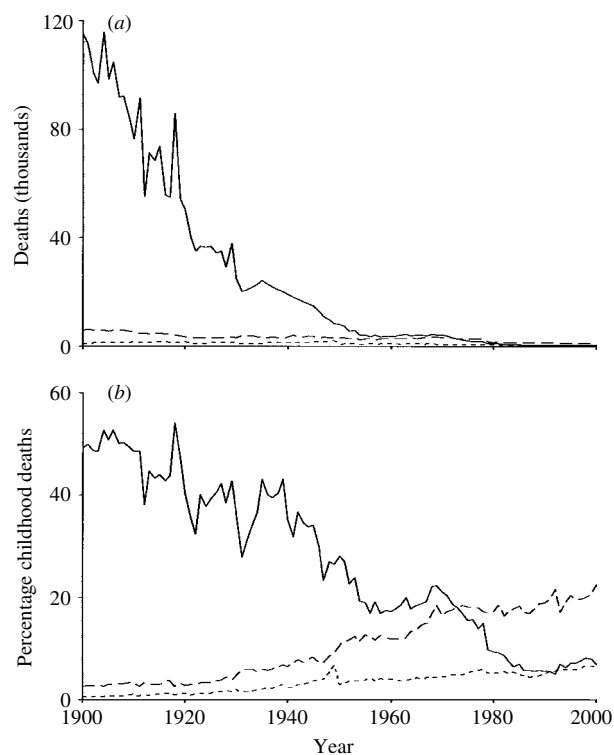 (a)
120
80
40
0
Deaths (thousands)
(b)
60
40
20
0
Percentage childhood deaths
1900 1920 1940 1960 1980 2000
Year